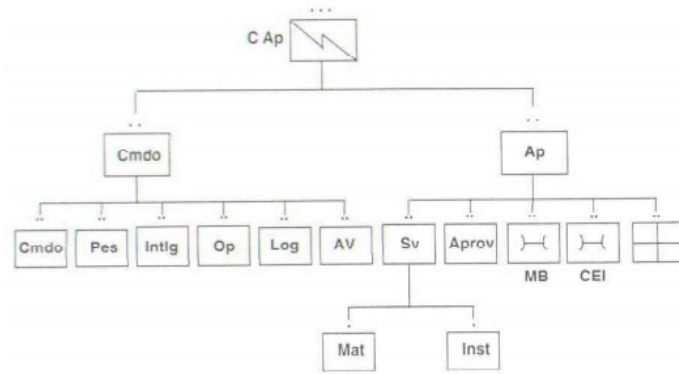 C Ap
Cmdo
Ap
Cmdo
Pes
Intlg
Op
Log
AV
Sv
Aprov
MB
CEI
Mat
Inst